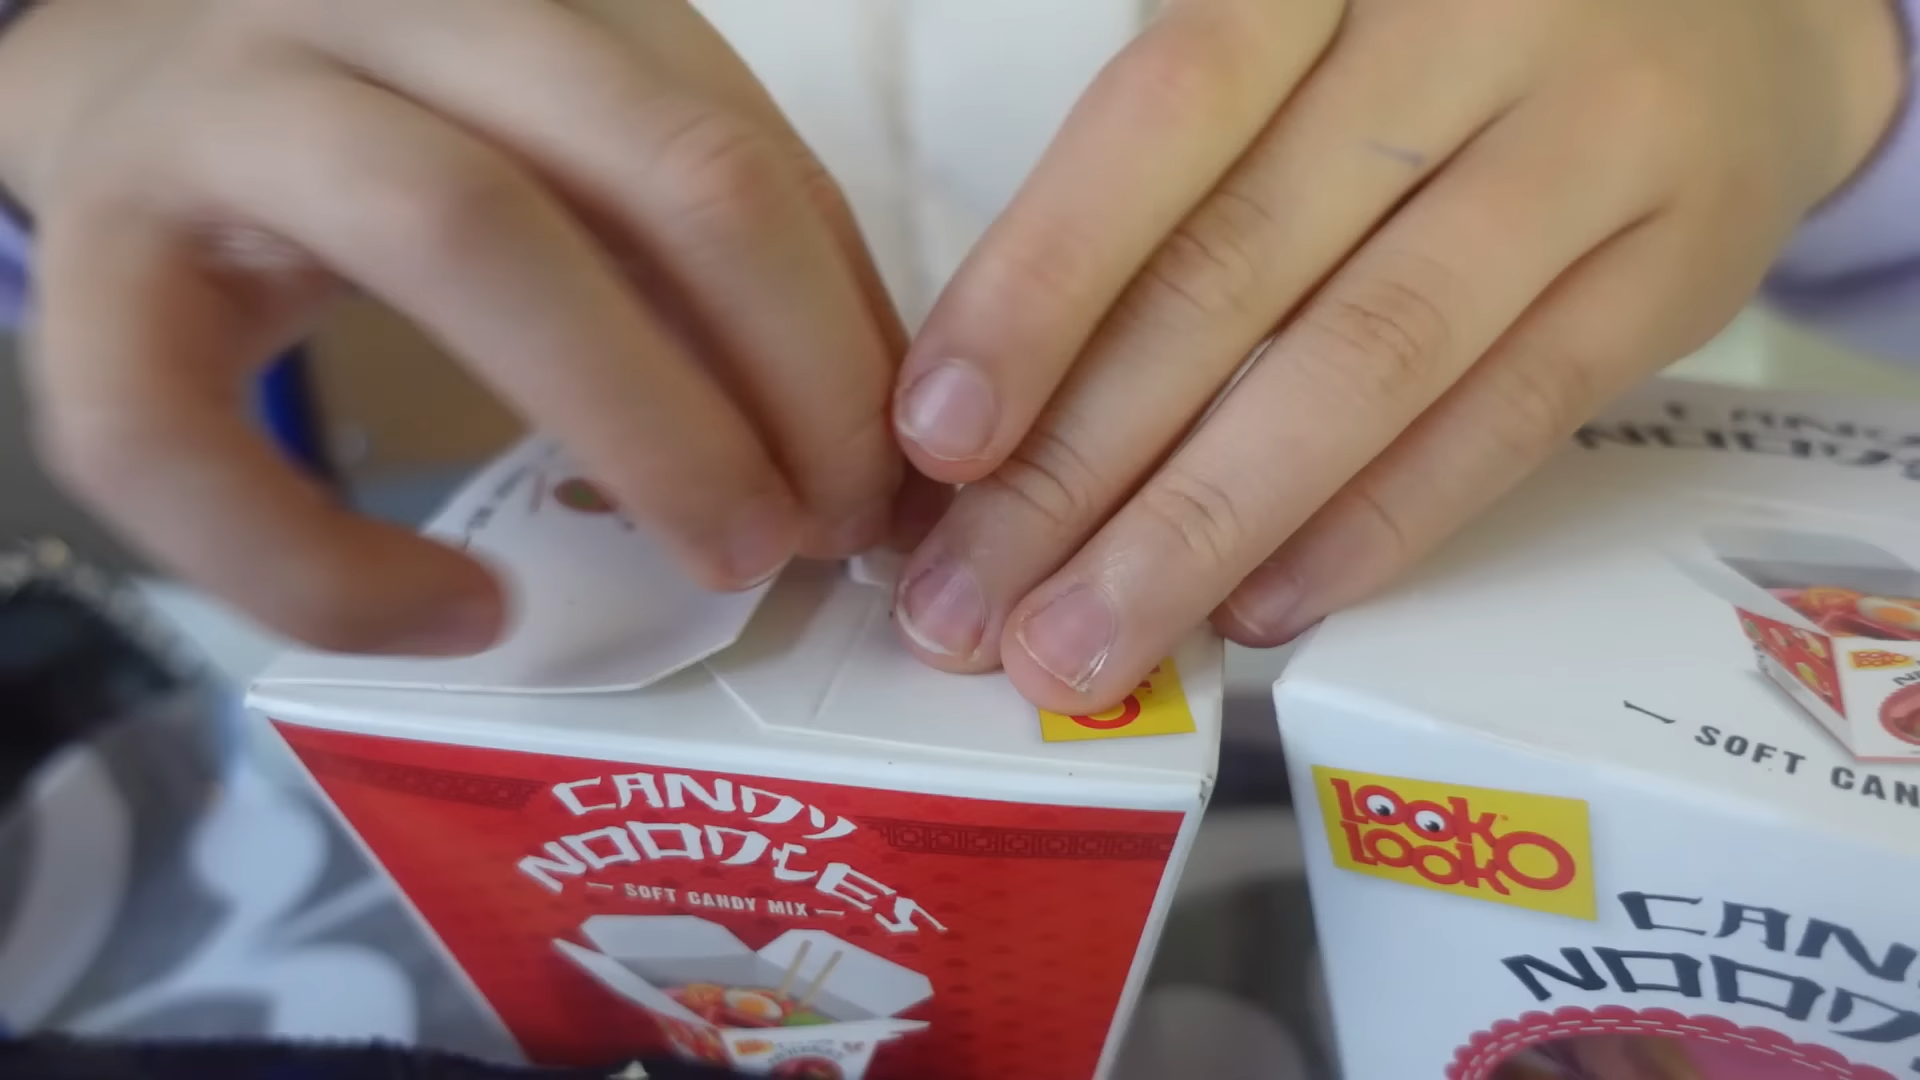 CANDY
NOODLES
SOFT CANDY MIX
LOOK
LOOK
O
SOFT CAN
CAN
NOOD